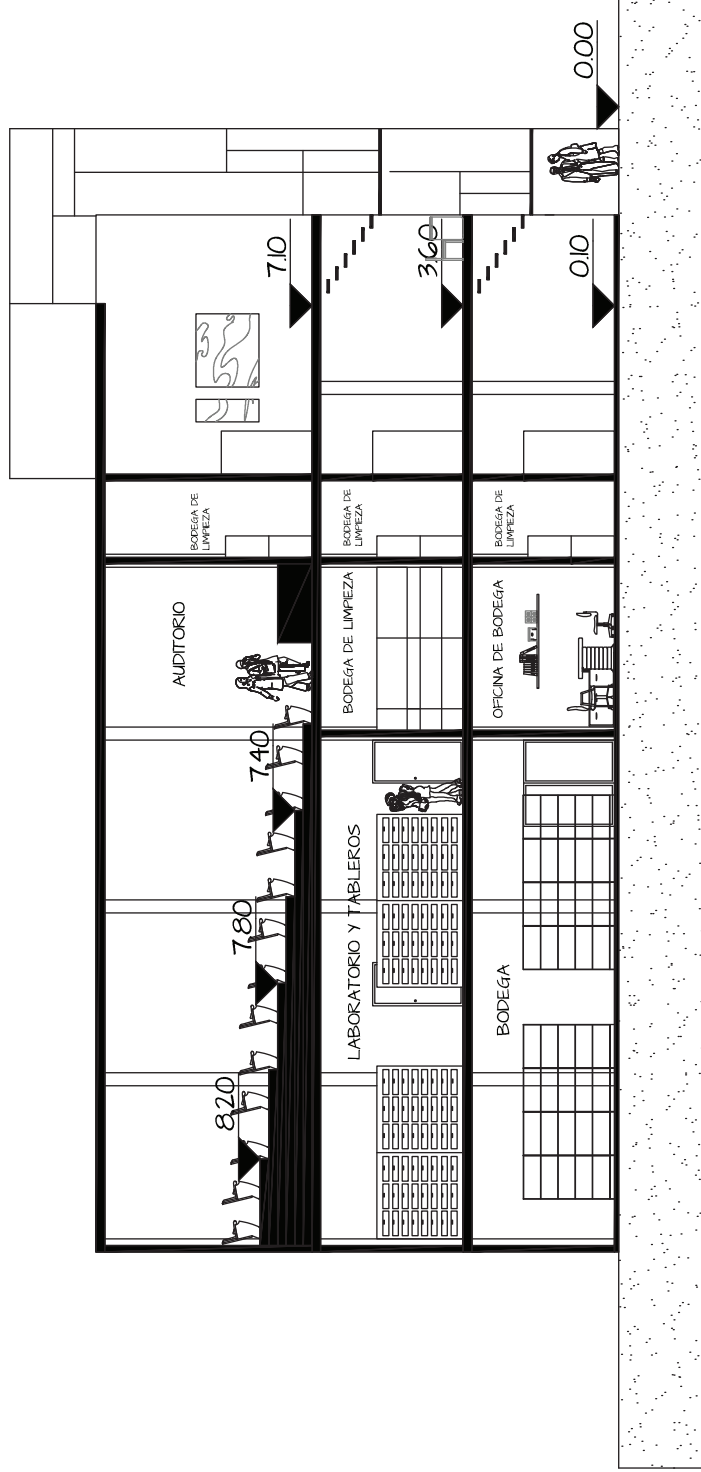 AUDITORIO
BODEGA DE
LIMPIEZA
8.20
7.80
7.40
7.10
LABORATORIO Y TABLEROS
BODEGA DE LIMPIEZA
BODEGA DE
LIMPIEZA
3.60
BODEGA
OFICINA DE BODEGA
BODEGA DE
LIMPIEZA
0.10
0.00